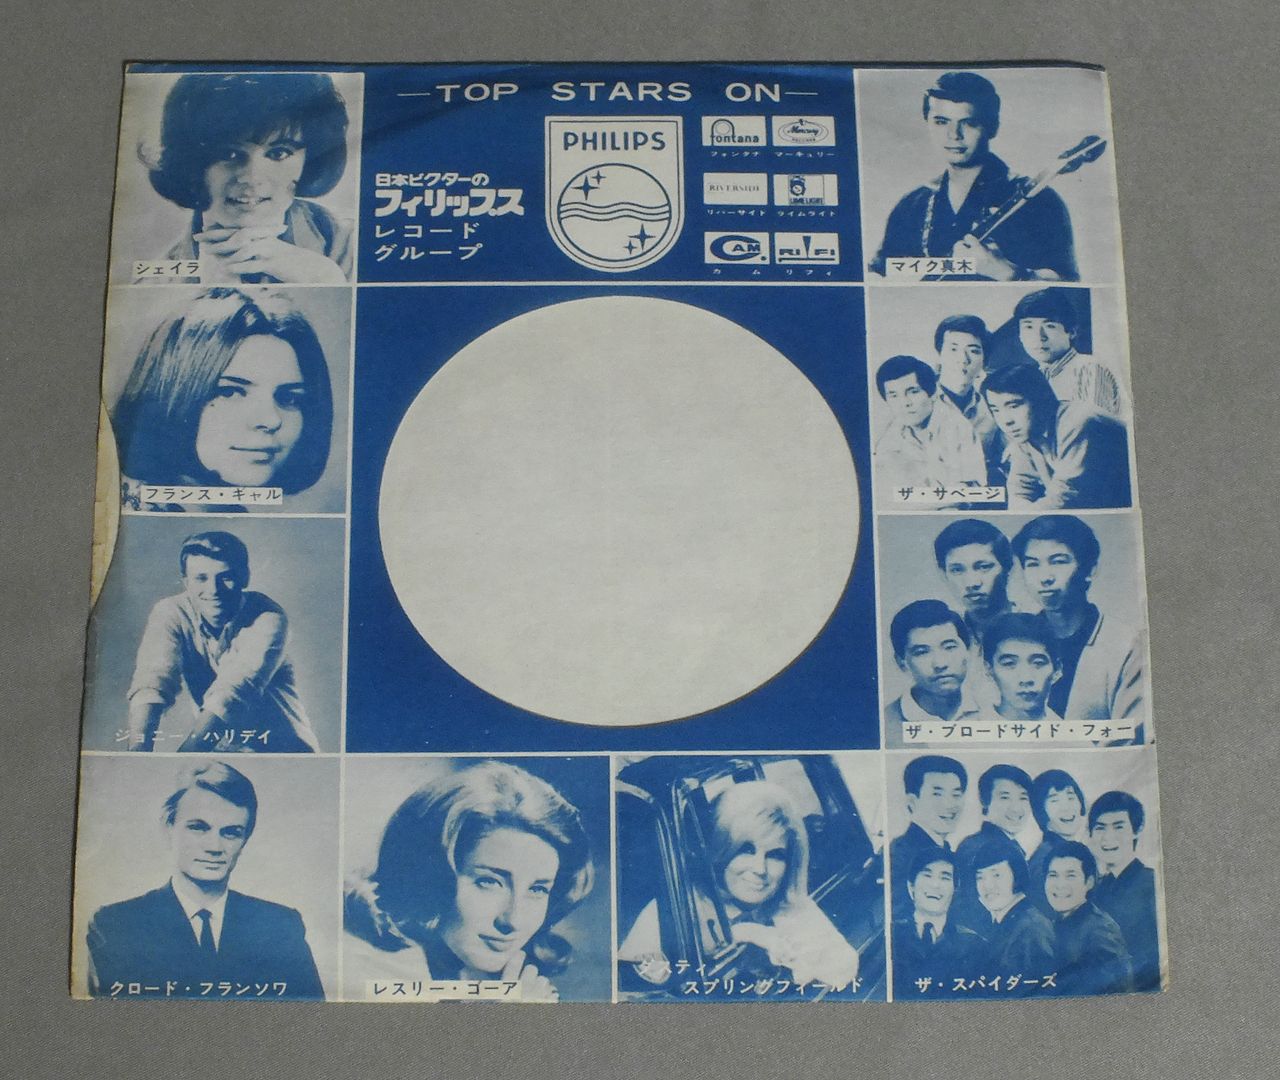 —TOP STARS ON—
PHILIPS
日本ビクターの
フィリップス
レコード
グループ
fontana
フォンタナ
Mercury
マーキュリー
RIVERSIDE
リバーサイド
LIMELIGHT
ライムライト
CAM
カム
RIFI
リフィ
シェイラ
マイク真木
フランス・ギャル
ザ・サベージ
ジョニー・ハリデイ
ザ・ブロードサイド・フォー
クロード・フランソワ
レスリー・ゴーア
ダスティ
スプリングフィールド
ザ・スパイダーズ